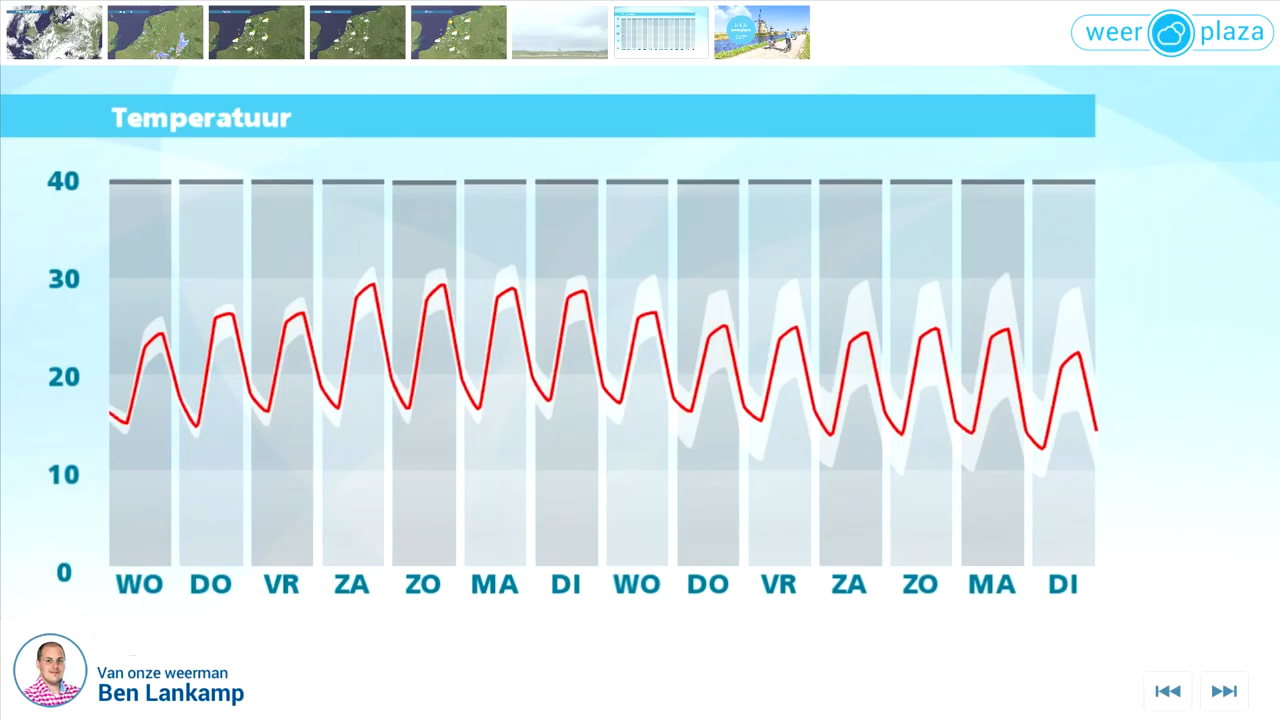 weer plaza
Temperatuur
40
30
20
10
0
WO DO VR ZA ZO MA DI WO DO VR ZA ZO MA DI
Van onze weerman
Ben Lankamp